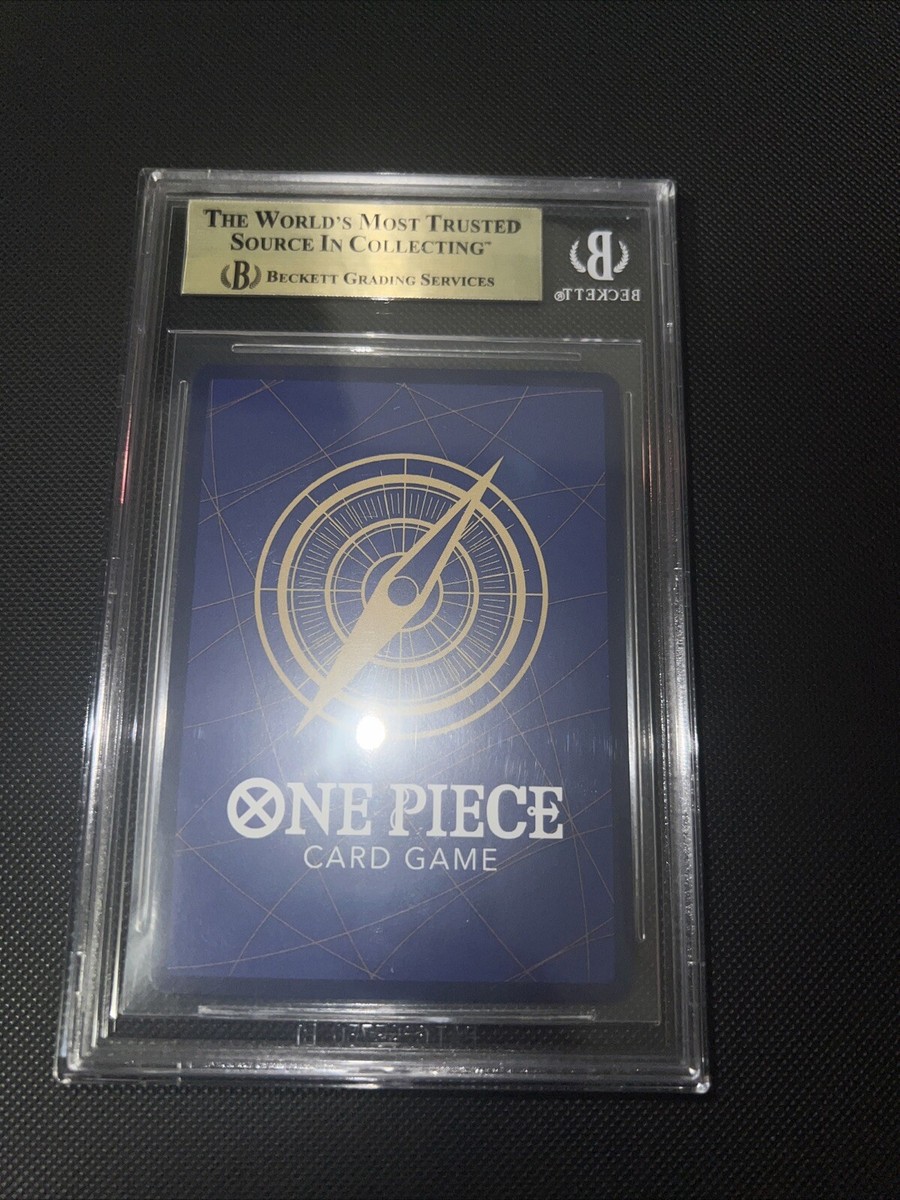 THE WORLD'S MOST TRUSTED
SOURCE IN COLLECTING™
B BECKETT GRADING SERVICES
B
BECKETT®
ONE PIECE
CARD GAME